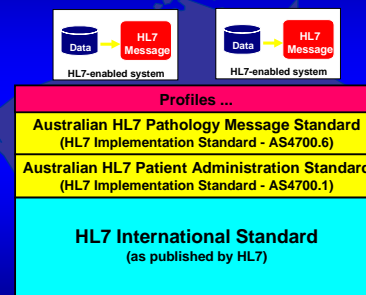 Data
HL7
Message
HL7-enabled system
Data
HL7
Message
HL7-enabled system
Profiles ...
Australian HL7 Pathology Message Standard
(HL7 Implementation Standard - AS4700.6)
Australian HL7 Patient Administration Standard
(HL7 Implementation Standard - AS4700.1)
HL7 International Standard
(as published by HL7)